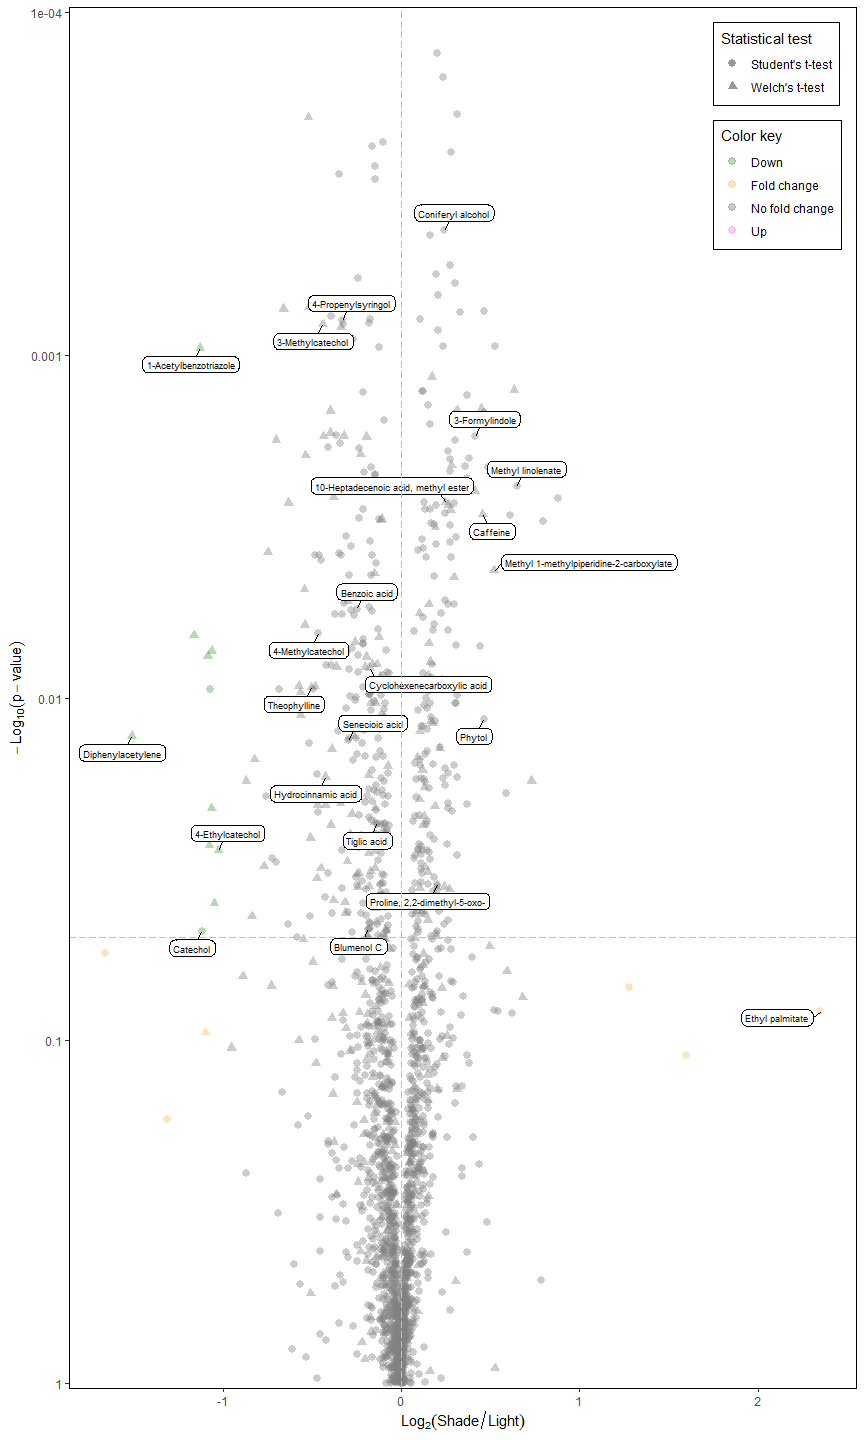 1e-04
Statistical test
Student's t-test
Welch's t-test
Color key
Down
Fold change
No fold change
Up
Coniferyl alcohol
4-Propenylsyringol
3-Methylcatechol
0.001
1-Acetylbenzotriazole
3-Formylindole
Methyl linolenate
10-Heptadecenoic acid, methyl ester
Caffeine
Methyl 1-methylpiperidine-2-carboxylate
Benzoic acid
4-Methylcatechol
Cyclohexenecarboxylic acid
0.01
Theophylline
Senecioic acid
Phytol
Diphenylacetylene
Hydrocinnamic acid
4-Ethylcatechol
Tiglic acid
Proline, 2,2-dimethyl-5-oxo-
Blumenol C
Catechol
Ethyl palmitate
0.1
1
−Log10(p−value)
-1 0 1 2
Log2(Shade/Light)